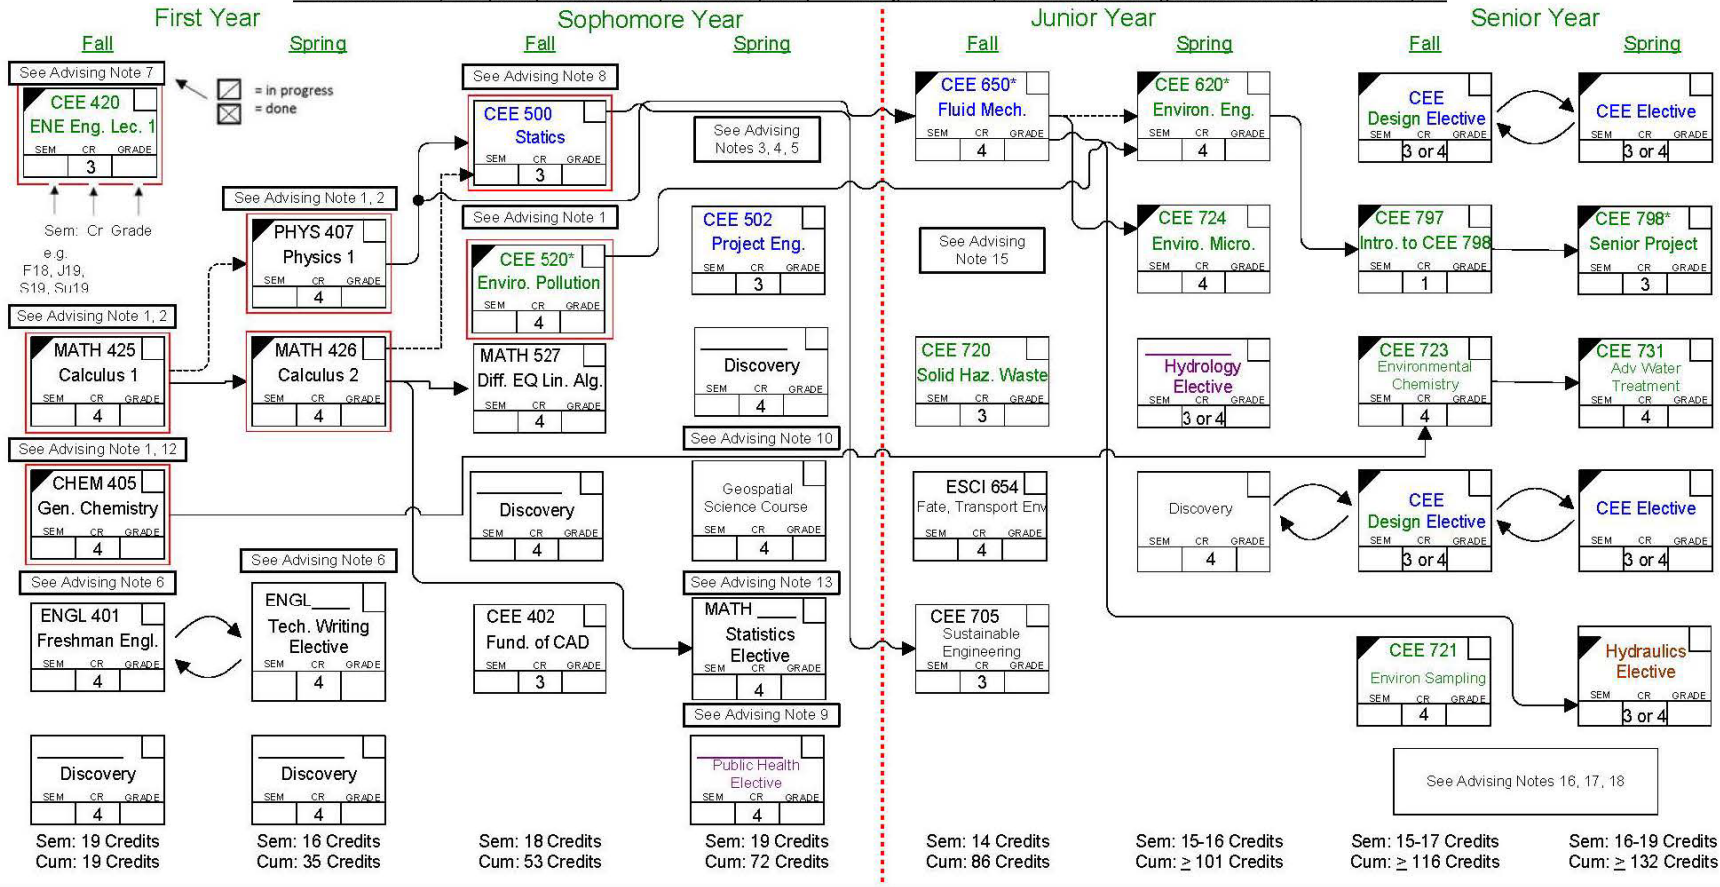 First Year
Sophomore Year
Junior Year
Senior Year
Fall
Spring
Fall
Spring
Fall
Spring
Fall
Spring
See Advising Note 7
CEE 420
ENE Eng. Lec. 1
SEM CR GRADE
3
= in progress
= done
Sem: Cr Grade
e.g.
F18, J19,
S19, Su19
See Advising Note 1, 2
MATH 425
Calculus 1
SEM CR GRADE
4
See Advising Note 1, 12
CHEM 405
Gen. Chemistry
SEM CR GRADE
4
See Advising Note 6
ENGL 401
Freshman Engl.
SEM CR GRADE
4
Discovery
SEM CR GRADE
4
Sem: 19 Credits
Cum: 19 Credits
See Advising Note 1, 2
PHYS 407
Physics 1
SEM CR GRADE
4
MATH 426
Calculus 2
SEM CR GRADE
4
See Advising Note 6
ENGL____
Tech. Writing
Elective
SEM CR GRADE
4
Discovery
SEM CR GRADE
4
Sem: 16 Credits
Cum: 35 Credits
See Advising Note 8
CEE 500
Statics
SEM CR GRADE
3
See Advising Note 1
CEE 520*
Enviro. Pollution
SEM CR GRADE
4
MATH 527
Diff. EQ Lin. Alg.
SEM CR GRADE
4
Discovery
SEM CR GRADE
4
CEE 402
Fund. of CAD
SEM CR GRADE
3
Sem: 18 Credits
Cum: 53 Credits
See Advising
Notes 3, 4, 5
CEE 502
Project Eng.
SEM CR GRADE
3
Discovery
SEM CR GRADE
4
See Advising Note 10
Geospatial
Science Course
SEM CR GRADE
4
See Advising Note 13
MATH ____
Statistics
Elective
SEM CR GRADE
4
See Advising Note 9
Public Health
Elective
SEM CR GRADE
4
Sem: 19 Credits
Cum: 72 Credits
CEE 650*
Fluid Mech.
SEM CR GRADE
4
See Advising
Note 15
CEE 720
Solid Haz. Waste
SEM CR GRADE
3
ESCI 654
Fate, Transport Env
SEM CR GRADE
4
CEE 705
Sustainable
Engineering
SEM CR GRADE
3
Sem: 14 Credits
Cum: 86 Credits
CEE 620*
Environ. Eng.
SEM CR GRADE
4
CEE 724
Enviro. Micro.
SEM CR GRADE
4
Hydrology
Elective
SEM CR GRADE
3 or 4
Discovery
SEM CR GRADE
4
Sem: 15-16 Credits
Cum: ≥ 101 Credits
CEE
Design Elective
SEM CR GRADE
3 or 4
CEE 797
Intro. to CEE 798
SEM CR GRADE
1
CEE 723
Environmental
Chemistry
SEM CR GRADE
4
CEE
Design Elective
SEM CR GRADE
3 or 4
CEE 721
Environ Sampling
SEM CR GRADE
4
Sem: 15-17 Credits
Cum: ≥ 116 Credits
CEE Elective
SEM CR GRADE
3 or 4
CEE 798*
Senior Project
SEM CR GRADE
3
CEE 731
Adv Water
Treatment
SEM CR GRADE
4
CEE Elective
SEM CR GRADE
3 or 4
Hydraulics
Elective
SEM CR GRADE
3 or 4
See Advising Notes 16, 17, 18
Sem: 16-19 Credits
Cum: ≥ 132 Credits